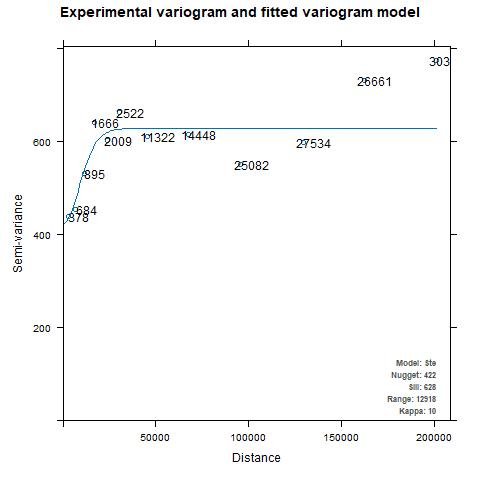 Experimental variogram and fitted variogram model
303
26661
2522
1666
11322
14448
2009
27534
25082
895
684
378
600
400
200
Semi-variance
Model: Ste
Nugget: 422
Sill: 628
Range: 12918
Kappa: 10
50000 100000 150000 200000
Distance